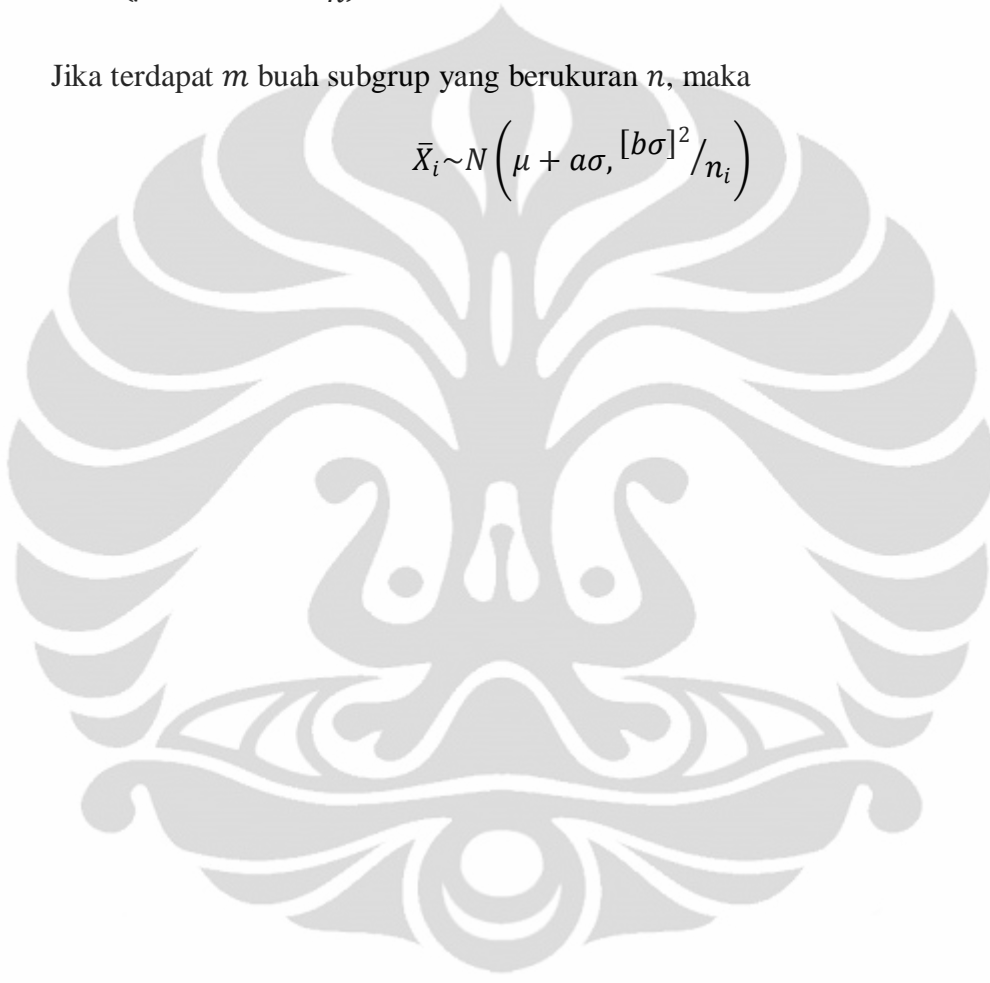 Jika terdapat 𝑚 buah subgrup yang berukuran 𝑛, maka
X̄ᵢ~N(μ + aσ, [bσ]²/nᵢ)